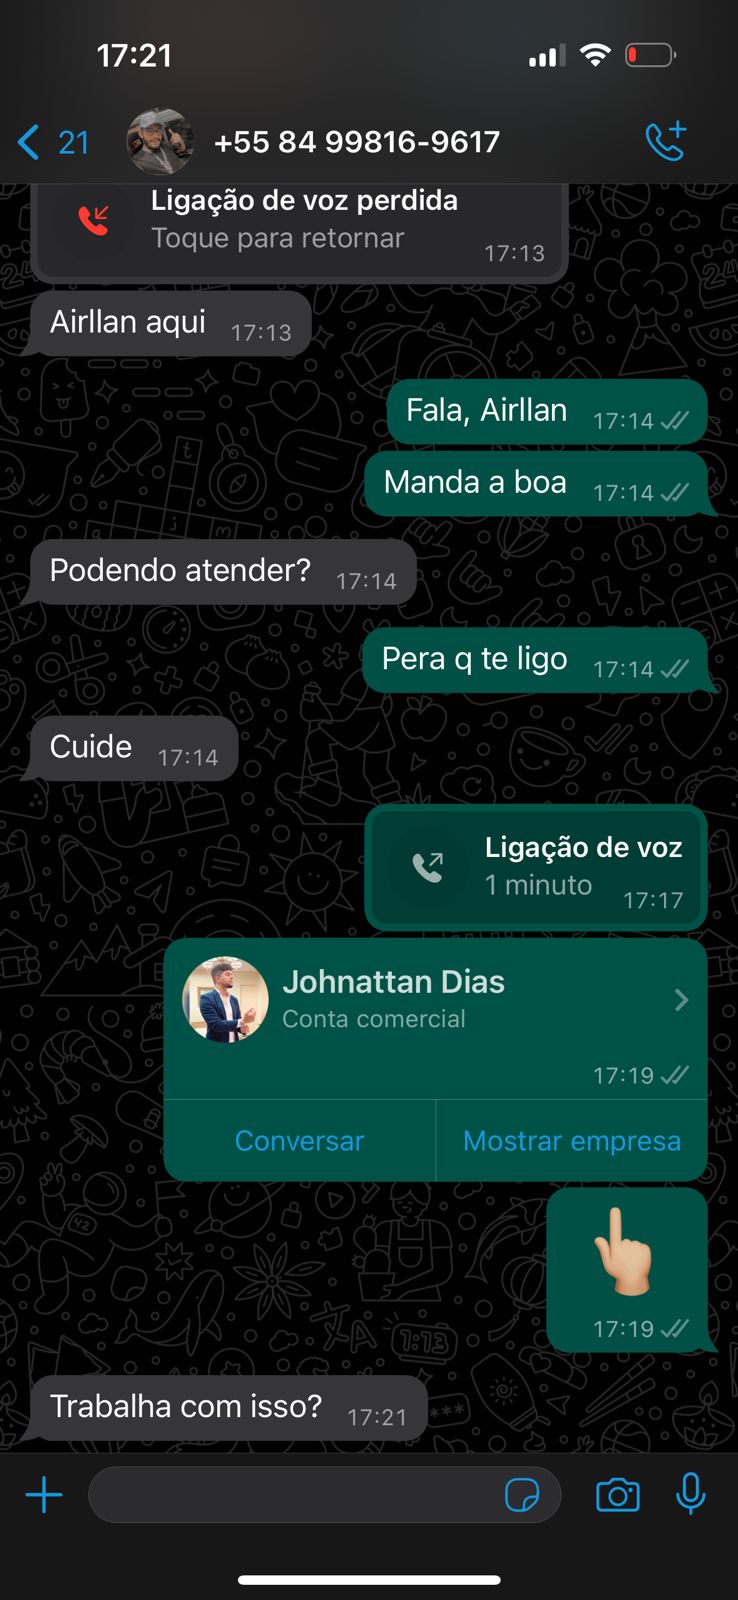 17:21
21
+55 84 99816-9617
Ligação de voz perdida
Toque para retornar
17:13
Airllan aqui 17:13
Fala, Airllan 17:14
Manda a boa 17:14
Podendo atender? 17:14
Pera q te ligo 17:14
Cuide 17:14
Ligação de voz
1 minuto 17:17
Johnattan Dias
Conta comercial
17:19
Conversar Mostrar empresa
17:19
Trabalha com isso? 17:21